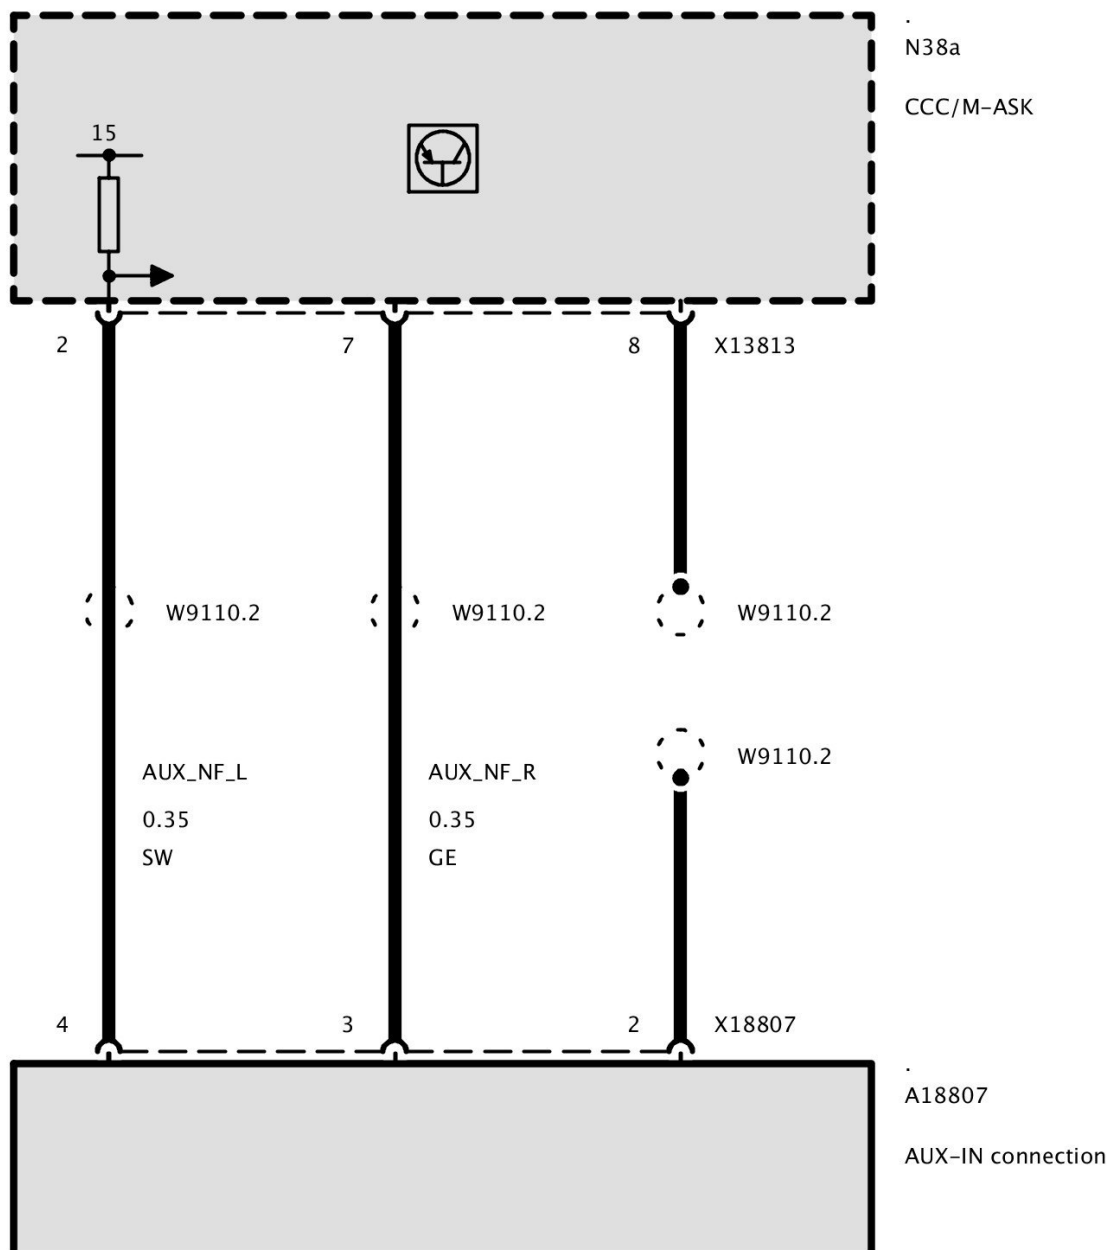 .
N38a
CCC/M-ASK
15
2
7
8
X13813
W9110.2
W9110.2
W9110.2
W9110.2
AUX_NF_L
0.35
SW
AUX_NF_R
0.35
GE
4
3
2
X18807
.
A18807
AUX-IN connection